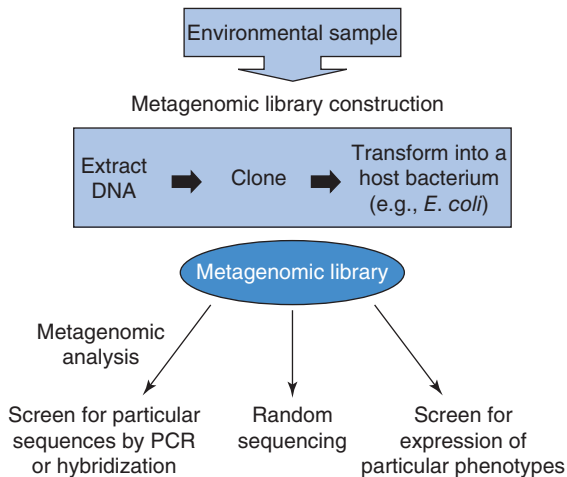 Environmental sample
Metagenomic library construction
Extract
DNA
Clone
Transform into a
host bacterium
(e.g., E. coli)
Metagenomic library
Metagenomic
analysis
Screen for particular
sequences by PCR
or hybridization
Random
sequencing
Screen for
expression of
particular phenotypes